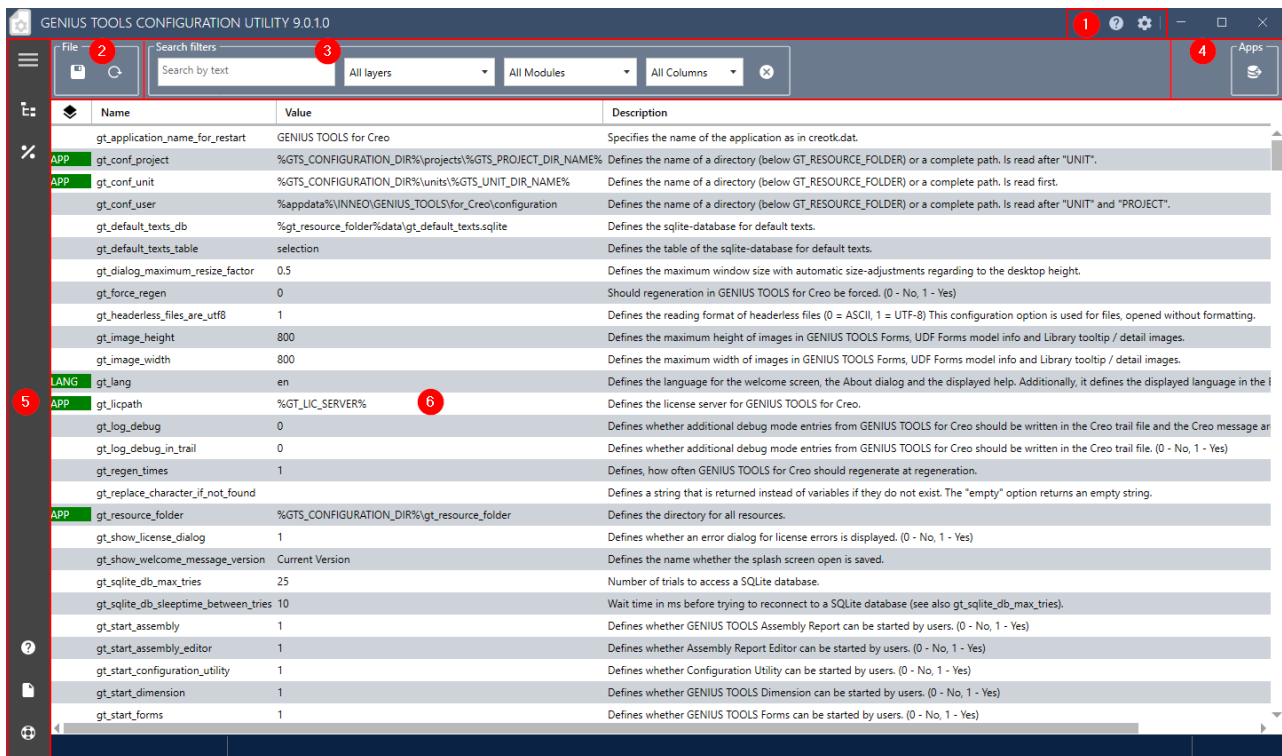 GENIUS TOOLS CONFIGURATION UTILITY 9.0.1.0
1
File
2
Search filters
3
4
Apps
Search by text
All layers
All Modules
All Columns
Name Value Description
gt_application_name_for_restart GENIUS TOOLS for Creo Specifies the name of the application as in creotk.dat.
APP gt_conf_project %GTS_CONFIGURATION_DIR%\projects\%GTS_PROJECT_DIR_NAME% Defines the name of a directory (below GT_RESOURCE_FOLDER) or a complete path. Is read after "UNIT".
APP gt_conf_unit %GTS_CONFIGURATION_DIR%\units\%GTS_UNIT_DIR_NAME% Defines the name of a directory (below GT_RESOURCE_FOLDER) or a complete path. Is read first.
gt_conf_user %appdata%\INNEO\GENIUS_TOOLS\for_Creo\configuration Defines the name of a directory (below GT_RESOURCE_FOLDER) or a complete path. Is read after "UNIT" and "PROJECT".
gt_default_texts_db %gt_resource_folder%data\gt_default_texts.sqlite Defines the sqlite-database for default texts.
gt_default_texts_table selection Defines the table of the sqlite-database for default texts.
gt_dialog_maximum_resize_factor 0.5 Defines the maximum window size with automatic size-adjustments regarding to the desktop height.
gt_force_regen 0 Should regeneration in GENIUS TOOLS for Creo be forced. (0 - No, 1 - Yes)
gt_headerless_files_are_utf8 1 Defines the reading format of headerless files (0 = ASCII, 1 = UTF-8) This configuration option is used for files, opened without formatting.
gt_image_height 800 Defines the maximum height of images in GENIUS TOOLS Forms, UDF Forms model info and Library tooltip / detail images.
gt_image_width 800 Defines the maximum width of images in GENIUS TOOLS Forms, UDF Forms model info and Library tooltip / detail images.
LANG gt_lang en Defines the language for the welcome screen, the About dialog and the displayed help. Additionally, it defines the displayed language in the
5
APP gt_licpath %GT_LIC_SERVER% 6 Defines the license server for GENIUS TOOLS for Creo.
gt_log_debug 0 Defines whether additional debug mode entries from GENIUS TOOLS for Creo should be written in the Creo trail file and the Creo message
gt_log_debug_in_trail 0 Defines whether additional debug mode entries from GENIUS TOOLS for Creo should be written in the Creo trail file. (0 - No, 1 - Yes)
gt_regen_times 1 Defines, how often GENIUS TOOLS for Creo should regenerate at regeneration.
gt_replace_character_if_not_found Defines a string that is returned instead of variables if they do not exist. The "empty" option returns an empty string.
APP gt_resource_folder %GTS_CONFIGURATION_DIR%\gt_resource_folder Defines the directory for all resources.
gt_show_license_dialog 1 Defines whether an error dialog for license errors is displayed. (0 - No, 1 - Yes)
gt_show_welcome_message_version Current Version Defines the name whether the splash screen open is saved.
gt_sqlite_db_max_tries 25 Number of trials to access a SQLite database.
gt_sqlite_db_sleeptime_between_tries 10 Wait time in ms before trying to reconnect to a SQLite database (see also gt_sqlite_db_max_tries).
gt_start_assembly 1 Defines whether GENIUS TOOLS Assembly Report can be started by users. (0 - No, 1 - Yes)
gt_start_assembly_editor 1 Defines whether Assembly Report Editor can be started by users. (0 - No, 1 - Yes)
gt_start_configuration_utility 1 Defines whether Configuration Utility can be started by users. (0 - No, 1 - Yes)
gt_start_dimension 1 Defines whether GENIUS TOOLS Dimension can be started by users. (0 - No, 1 - Yes)
gt_start_forms 1 Defines whether GENIUS TOOLS Forms can be started by users. (0 - No, 1 - Yes)